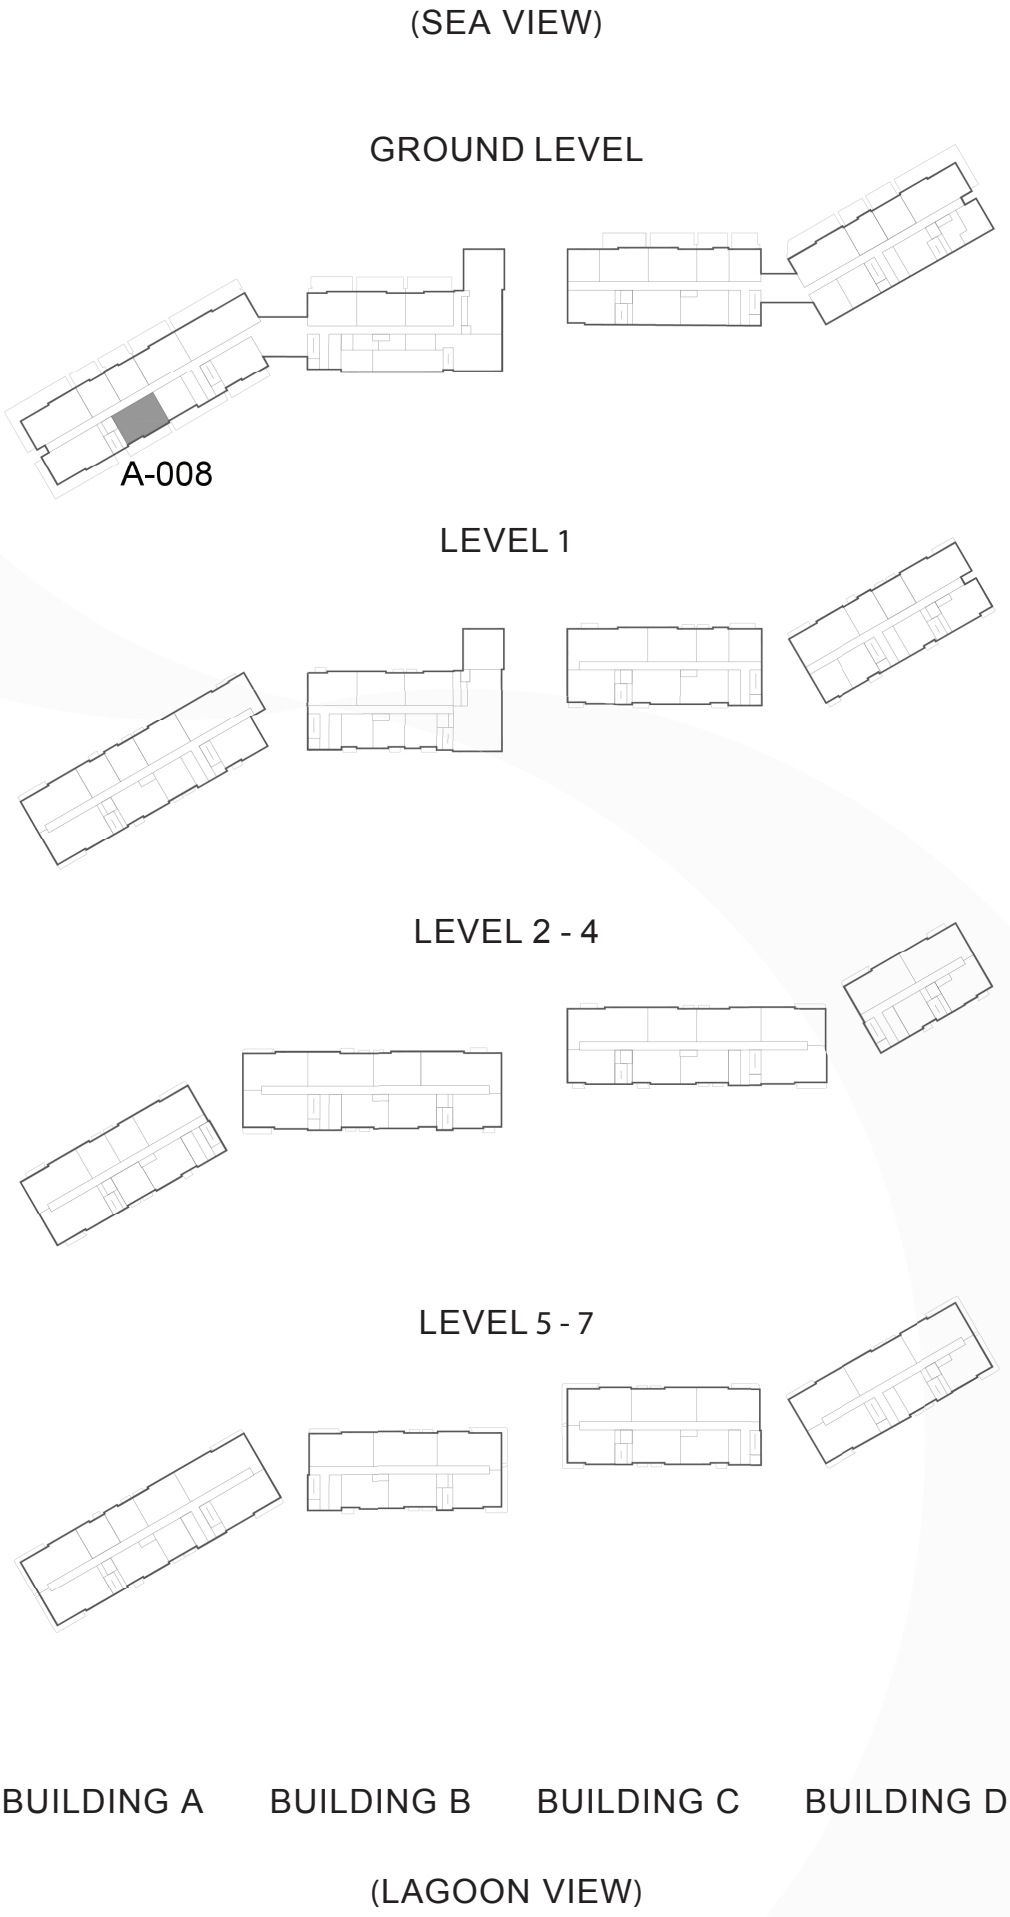 (SEA VIEW)
GROUND LEVEL
A-008
LEVEL 1
LEVEL 2 - 4
LEVEL 5 - 7
BUILDING A BUILDING B BUILDING C BUILDING D
(LAGOON VIEW)